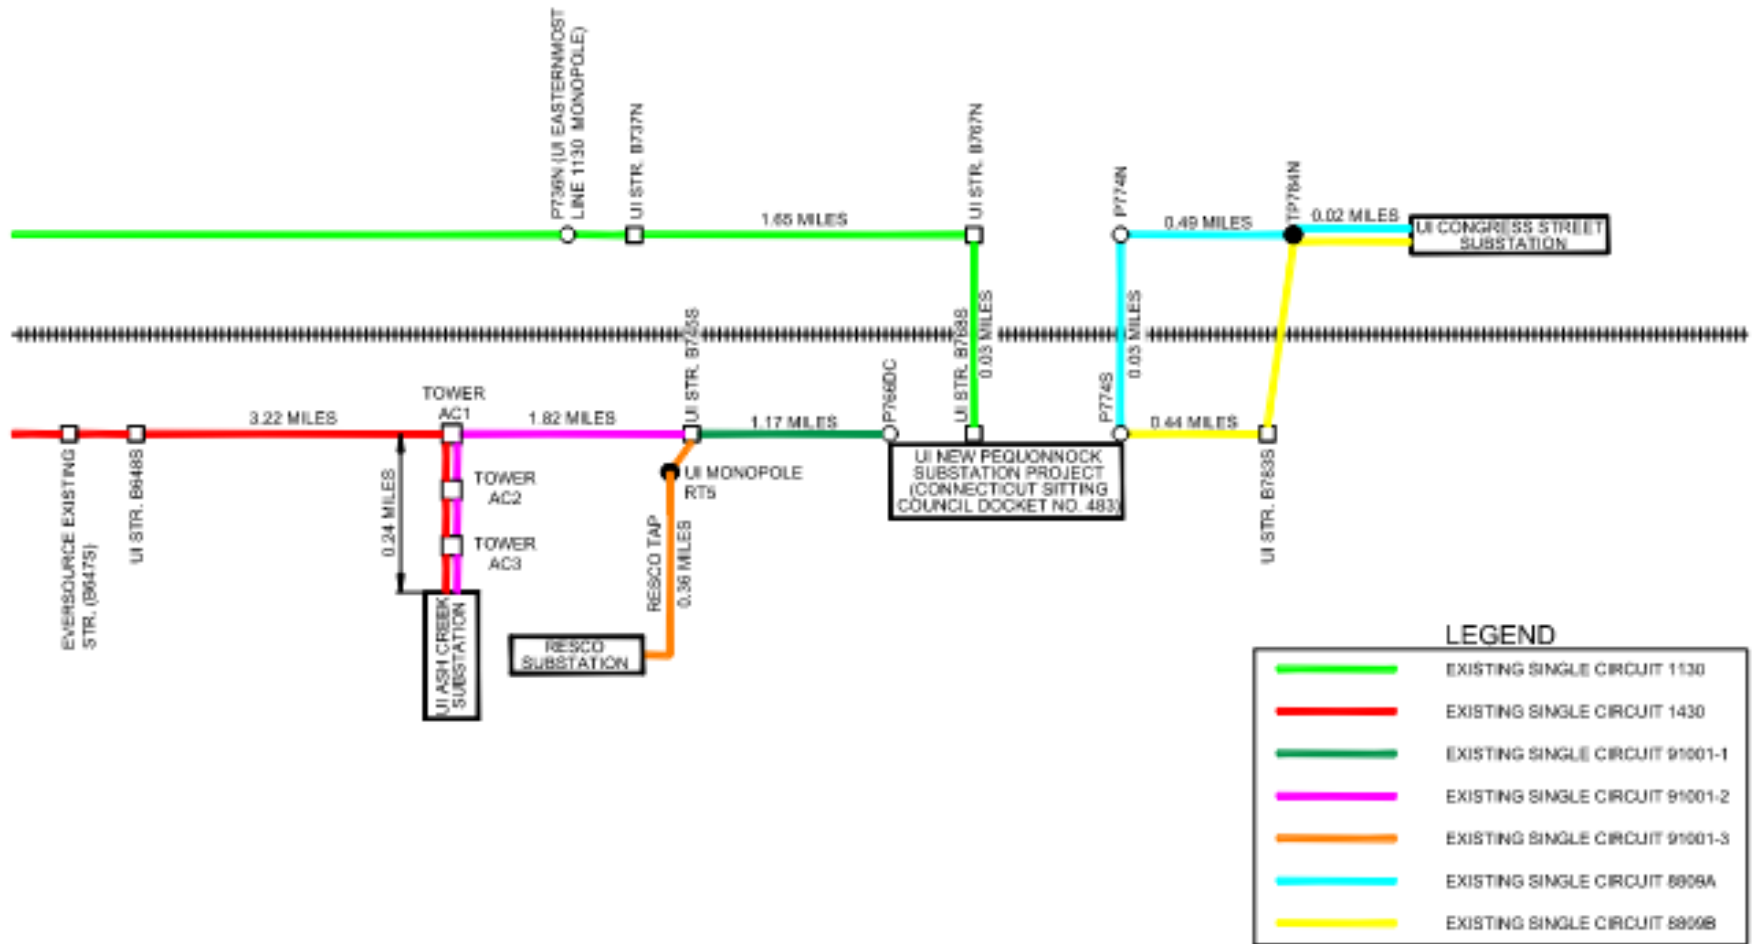 P736N (UI EASTERNMOST
LINE 1130 MONOPOLE)
UI STR. B737N
1.65 MILES
UI STR. B767N
P774N
0.49 MILES
TP784N
0.02 MILES
UI CONGRESS STREET
SUBSTATION
UI STR. B768S
0.03 MILES
0.03 MILES
P774S
EVERSOURCE EXISTING
STR. (B647S)
UI STR. B648S
3.22 MILES
TOWER
AC1
1.82 MILES
UI STR. B745S
1.17 MILES
P766DC
0.44 MILES
UI STR. B783S
0.24 MILES
TOWER
AC2
TOWER
AC3
UI MONOPOLE
RT5
RESCO TAP
0.36 MILES
UI NEW PEQUONNOCK
SUBSTATION PROJECT
(CONNECTICUT SITTING
COUNCIL DOCKET NO. 483)
UI ASH CREEK
SUBSTATION
RESCO
SUBSTATION
LEGEND
EXISTING SINGLE CIRCUIT 1130
EXISTING SINGLE CIRCUIT 1430
EXISTING SINGLE CIRCUIT 91001-1
EXISTING SINGLE CIRCUIT 91001-2
EXISTING SINGLE CIRCUIT 91001-3
EXISTING SINGLE CIRCUIT 8809A
EXISTING SINGLE CIRCUIT 8809B